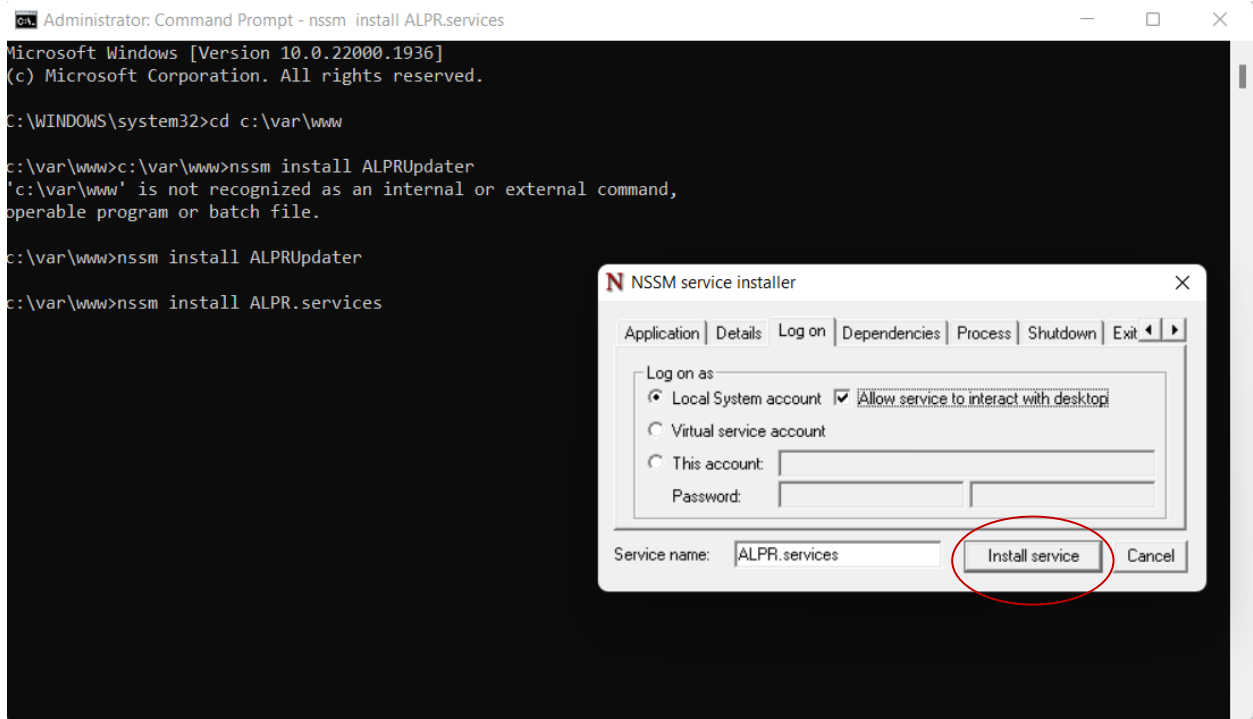 Administrator: Command Prompt - nssm  install ALPR.services
Microsoft Windows [Version 10.0.22000.1936]
(c) Microsoft Corporation. All rights reserved.
C:\WINDOWS\system32>cd c:\var\www
c:\var\www>c:\var\www>nssm install ALPRUpdater
'c:\var\www' is not recognized as an internal or external command,
operable program or batch file.
c:\var\www>nssm install ALPRUpdater
c:\var\www>nssm install ALPR.services
N NSSM service installer
Application Details Log on Dependencies Process Shutdown Exit
Log on as
Local System account Allow service to interact with desktop
Virtual service account
This account:
Password:
Service name: ALPR.services Install service Cancel